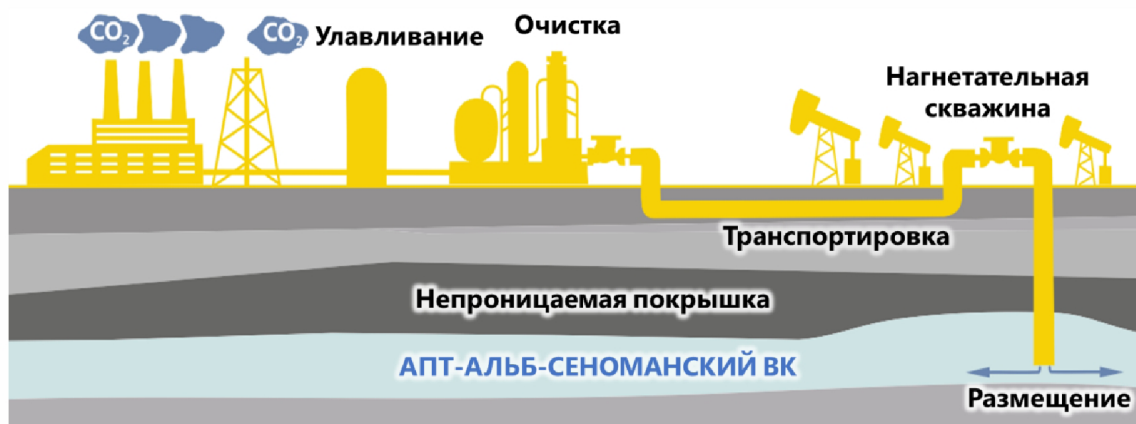 CO₂
CO₂
Улавливание
Очистка
Нагнетательная
скважина
Транспортировка
Непроницаемая покрышка
АПТ-АЛЬБ-СЕНОМАНСКИЙ ВК
Размещение